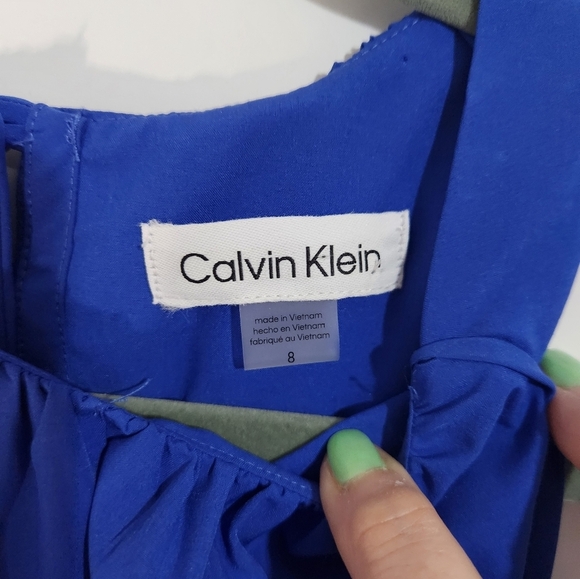 Calvin Klein
made in Vietnam
hecho en Vietnam
fabriqué au Vietnam
8